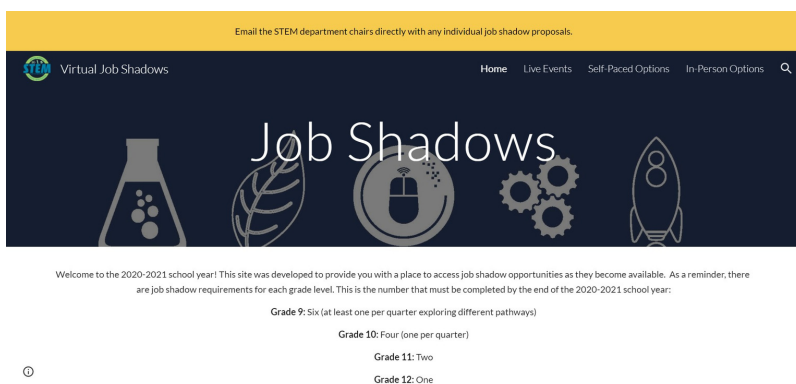 Email the STEM department chairs directly with any individual job shadow proposals.
STEM
Virtual Job Shadows
Home
Live Events
Self-Paced Options
In-Person Options
Job Shadows
Welcome to the 2020-2021 school year! This site was developed to provide you with a place to access job shadow opportunities as they become available. As a reminder, there
are job shadow requirements for each grade level. This is the number that must be completed by the end of the 2020-2021 school year:
Grade 9: Six (at least one per quarter exploring different pathways)
Grade 10: Four (one per quarter)
Grade 11: Two
Grade 12: One